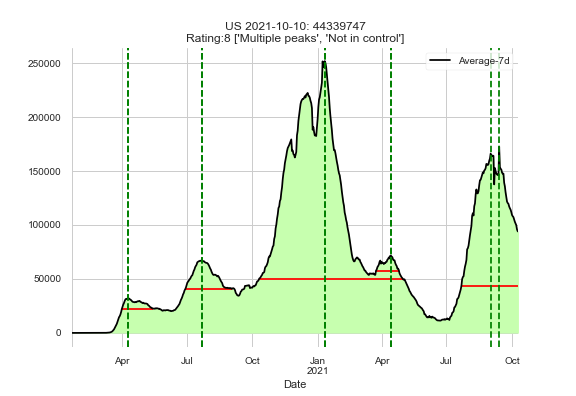 US 2021-10-10: 44339747
Rating:8 ['Multiple peaks', 'Not in control']
Average-7d
250000
200000
150000
100000
50000
0
Apr Jul Oct Jan Apr Jul Oct
2021
Date